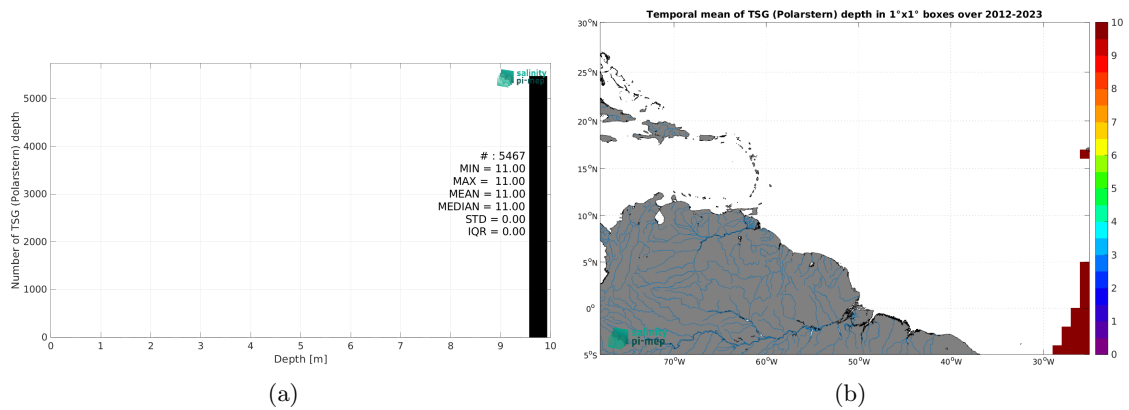 Number of TSG (Polarstern) depth
5000
4000
3000
2000
1000
0
salinity
pi-mep
# : 5467
MIN = 11.00
MAX = 11.00
MEAN = 11.00
MEDIAN = 11.00
STD = 0.00
IQR = 0.00
0 1 2 3 4 5 6 7 8 9 10
Depth [m]
(a)
Temporal mean of TSG (Polarstern) depth in 1°x1° boxes over 2012-2023
30°N
25°N
20°N
15°N
10°N
5°N
0°
5°S
70°W 60°W 50°W 40°W 30°W
salinity
pi-mep
10
9
8
7
6
5
4
3
2
1
0
(b)